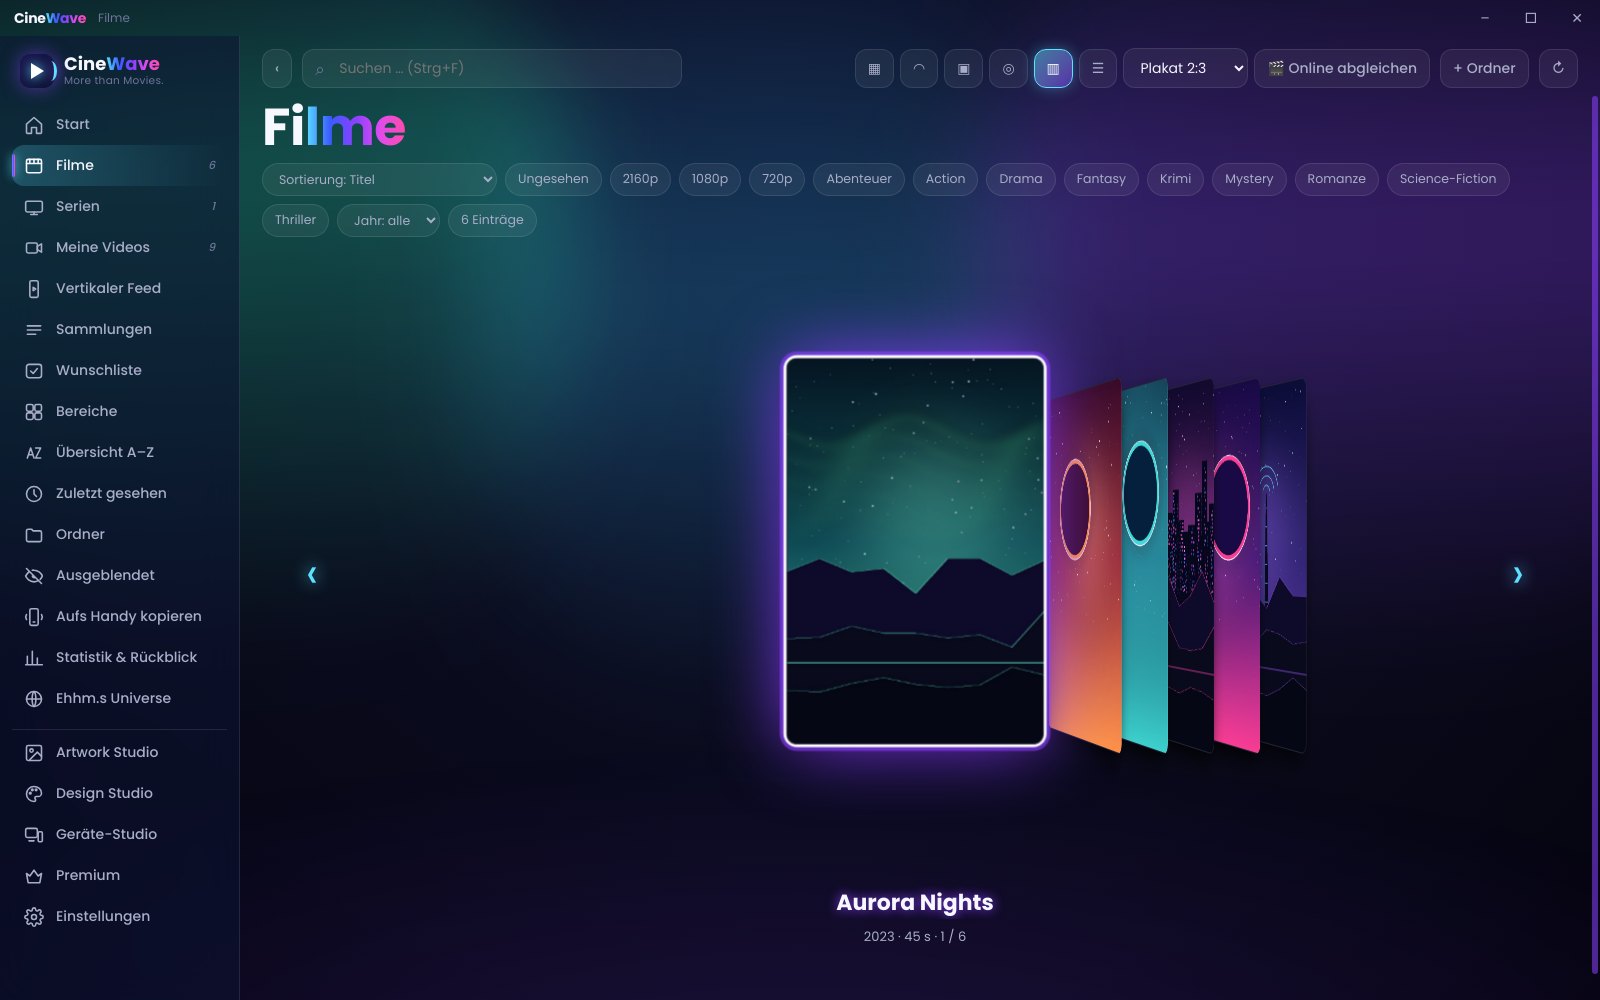 CineWave Filme
CineWave
More than Movies.
Start
Filme 6
Serien 1
Meine Videos 9
Vertikaler Feed
Sammlungen
Wunschliste
Bereiche
AZ Übersicht A–Z
Zuletzt gesehen
Ordner
Ausgeblendet
Aufs Handy kopieren
Statistik & Rückblick
Ehhm.s Universe
Artwork Studio
Design Studio
Geräte-Studio
Premium
Einstellungen
Suchen ... (Strg+F)
Plakat 2:3
Online abgleichen
+ Ordner
Filme
Sortierung: Titel
Ungesehen
2160p
1080p
720p
Abenteuer
Action
Drama
Fantasy
Krimi
Mystery
Romanze
Science-Fiction
Thriller
Jahr: alle
6 Einträge
Aurora Nights
2023 · 45 s · 1 / 6